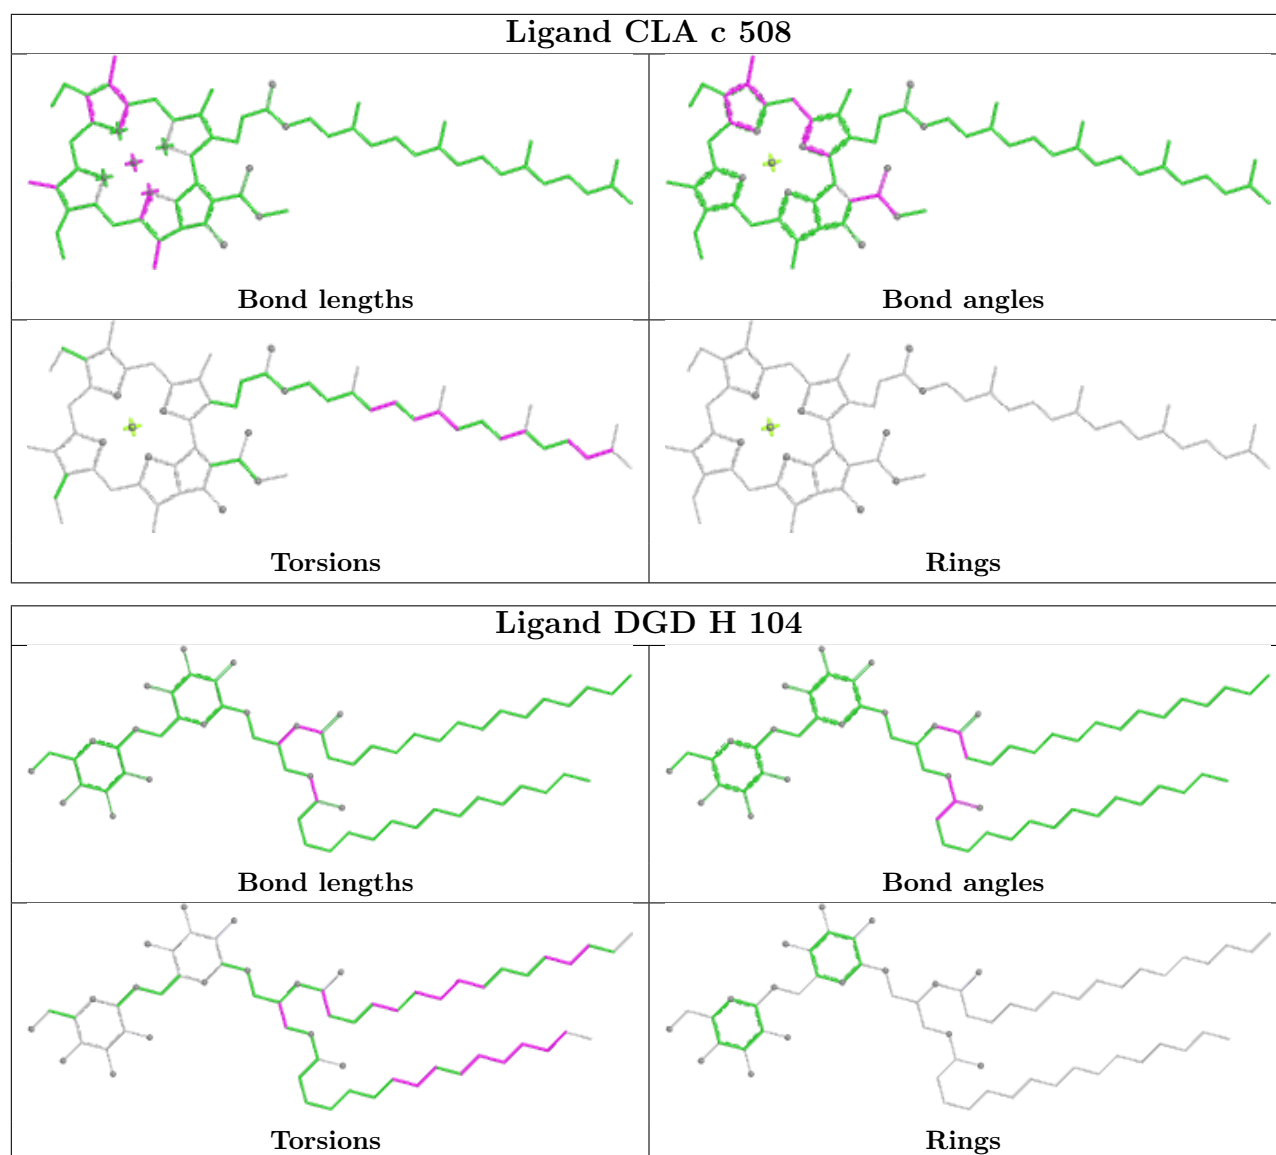 Ligand CLA c 508
Bond lengths
Bond angles
Torsions
Rings
Ligand DGD H 104
Bond lengths
Bond angles
Torsions
Rings